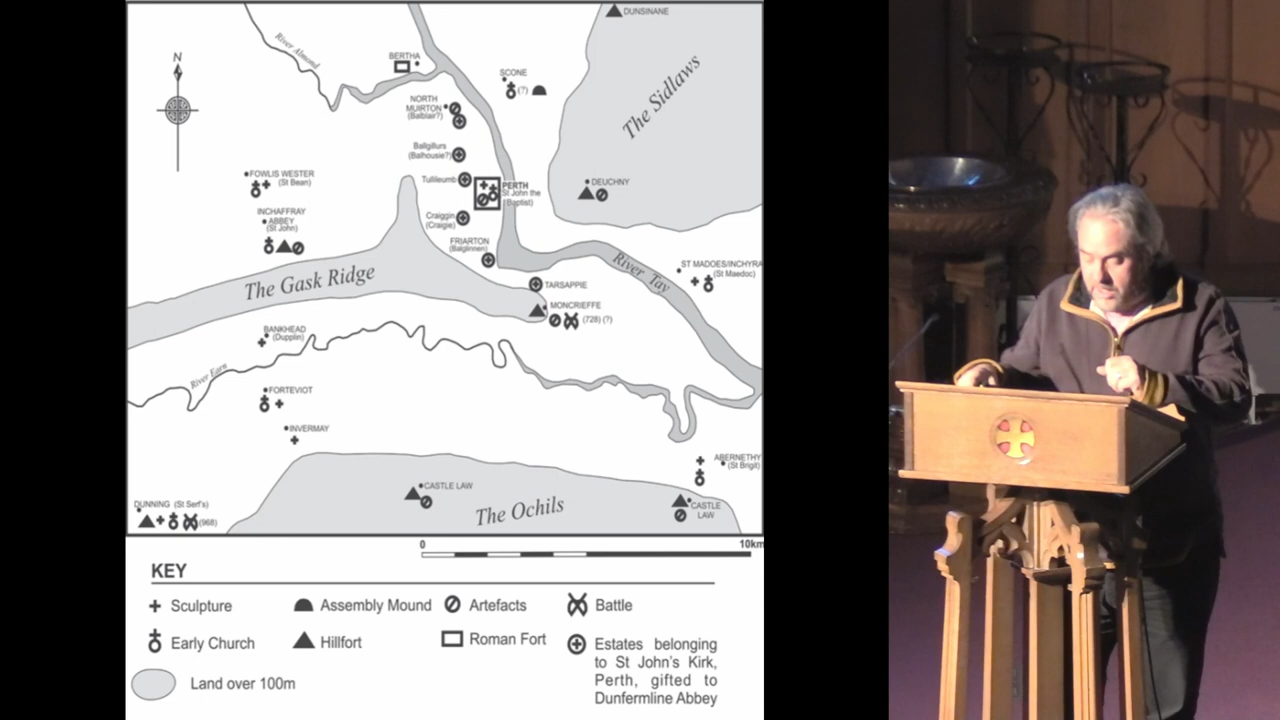 DUNSINANE
River Almond
N
BERTHA
SCONE
(?)
The Sidlaws
NORTH
MUIRTON
(Balblair?)
Ballgillurs
(Balhousie?)
FOWLIS WESTER
(St Bean)
Tullileumb
PERTH
St John the
Baptist)
DEUCHNY
INCHAFFRAY
ABBEY
(St John)
Craiggin
(Craigie)
FRIARTON
(Balglinnen)
The Gask Ridge
River Tay
ST MADOES/INCHYRA
(St Maedoc)
TARSAPPIE
MONCRIEFFE
(728) (?)
BANKHEAD
(Dupplin)
River Earn
FORTEVIOT
INVERMAY
ABERNETHY
(St Brigit)
CASTLE LAW
The Ochils
CASTLE
LAW
DUNNING (St Serf's)
(968)
0 10km
KEY
Sculpture
Assembly Mound
Artefacts
Battle
Early Church
Hillfort
Roman Fort
Estates belonging
to St John's Kirk,
Perth, gifted to
Dunfermline Abbey
Land over 100m